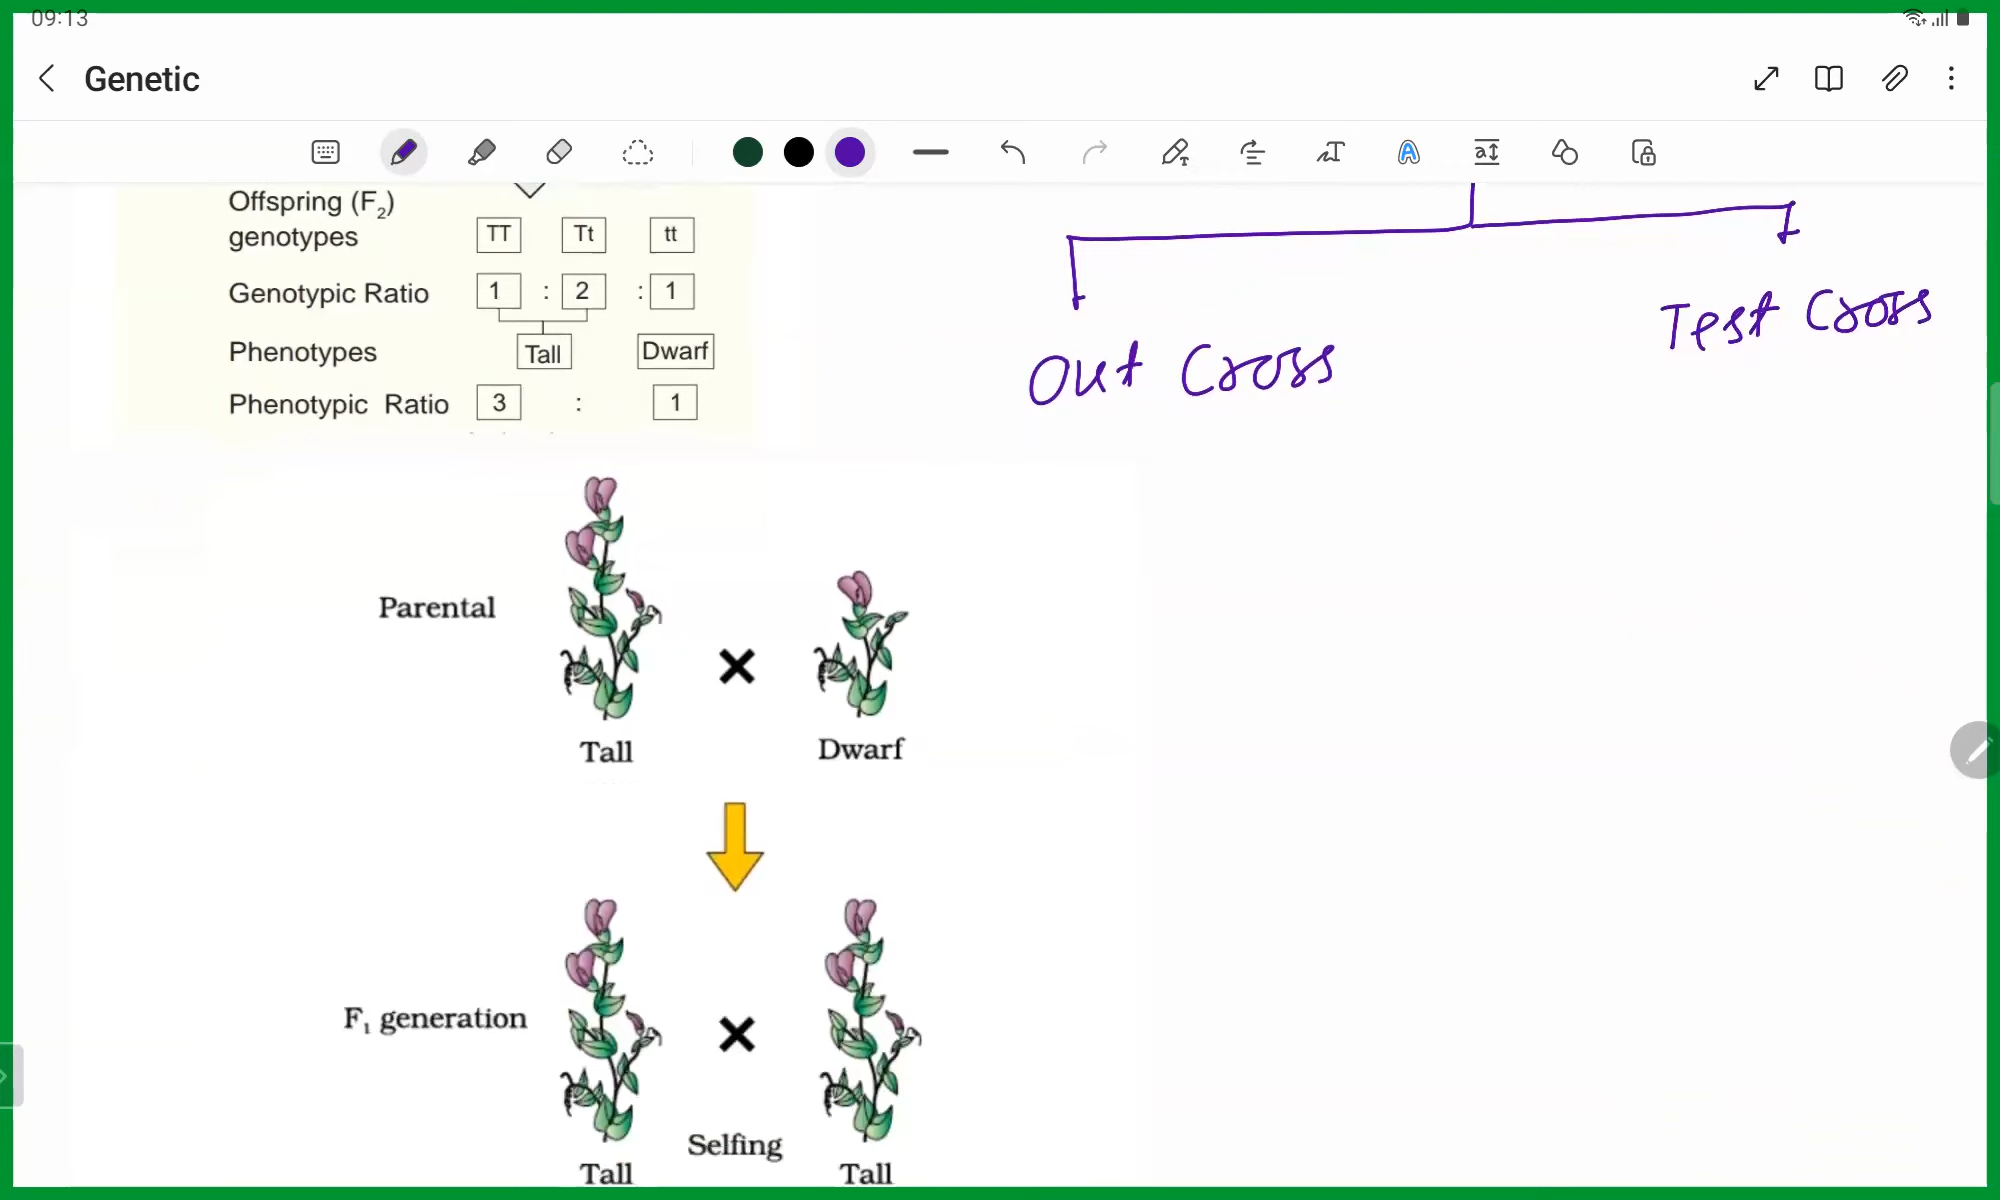 09:13
Genetic
Offspring (F₂)
genotypes
TT Tt tt
Genotypic Ratio 1 : 2 : 1
Phenotypes Tall Dwarf
Phenotypic Ratio 3 : 1
Out Cross
Test Cross
Parental
Tall Dwarf
F₁ generation
Selfing
Tall Tall